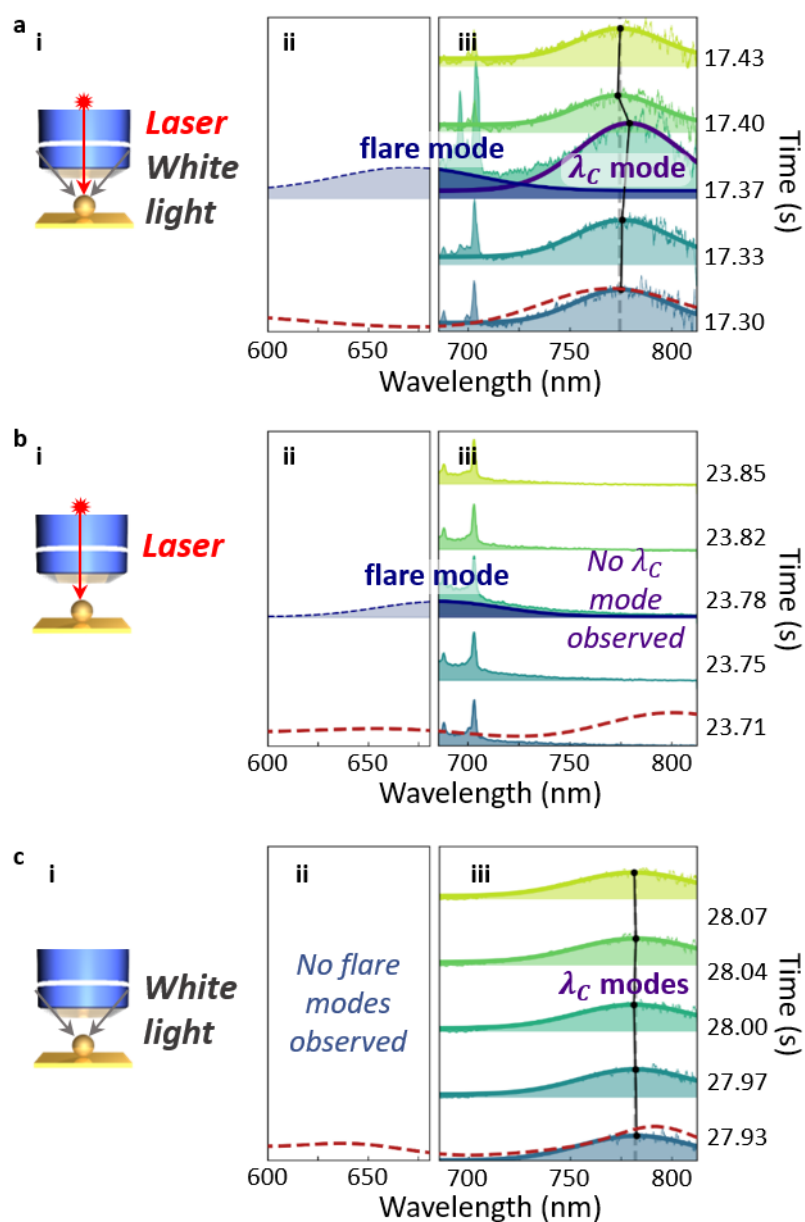 a
i
ii
iii
Laser
White
light
flare mode
λC mode
17.43
17.40
17.37
17.33
17.30
Time (s)
600
650
700
750
800
Wavelength (nm)
b
i
ii
iii
Laser
flare mode
No λC
mode
observed
23.85
23.82
23.78
23.75
23.71
Time (s)
600
650
700
750
800
Wavelength (nm)
c
i
ii
iii
White
light
No flare
modes
observed
λC modes
28.07
28.04
28.00
27.97
27.93
Time (s)
600
650
700
750
800
Wavelength (nm)